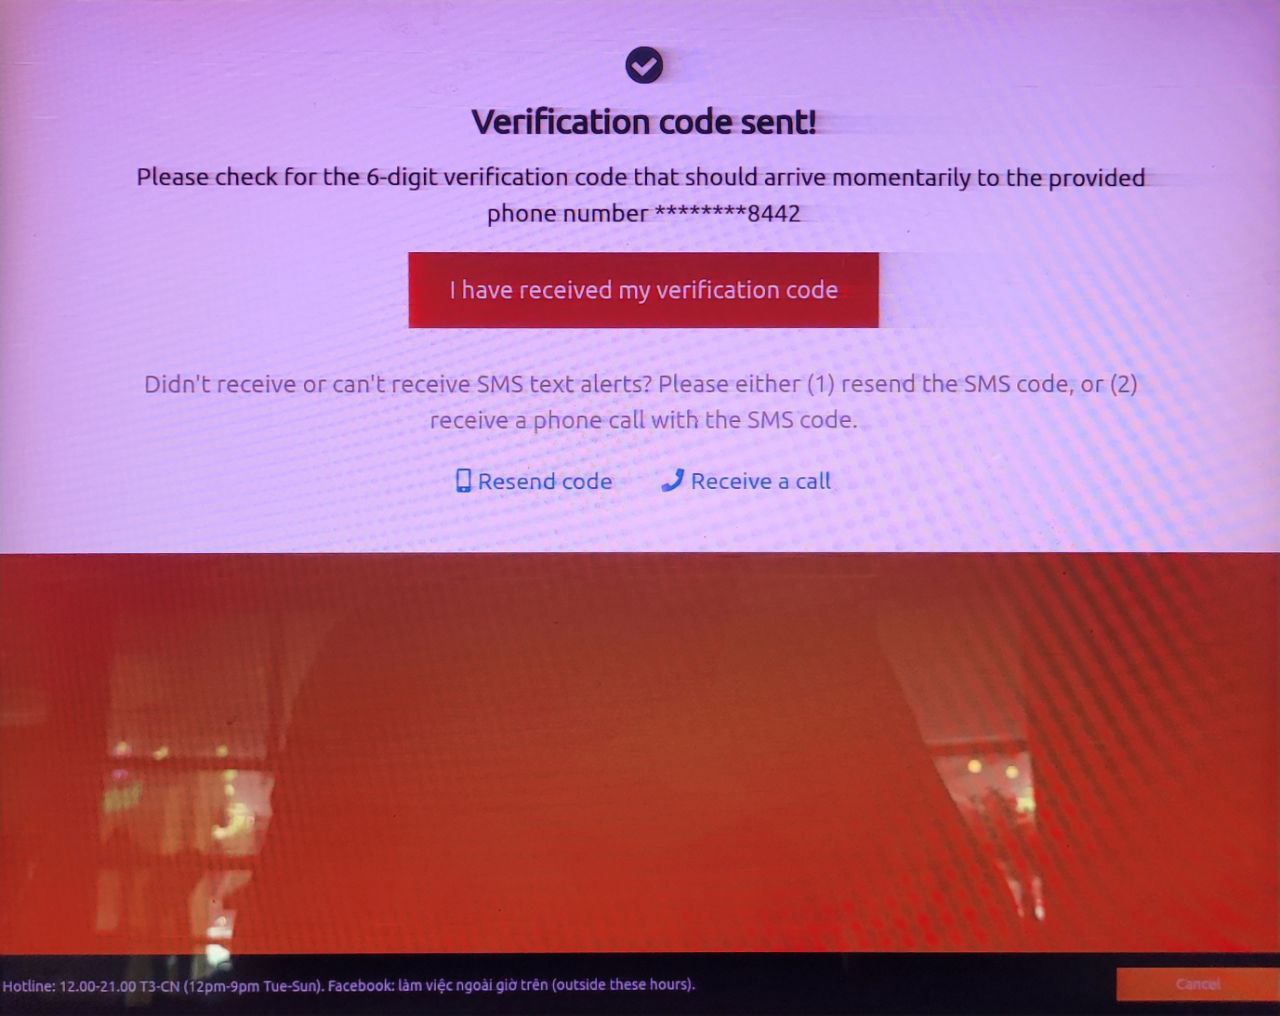 Verification code sent!
Please check for the 6-digit verification code that should arrive momentarily to the provided
phone number ********8442
I have received my verification code
Didn't receive or can't receive SMS text alerts? Please either (1) resend the SMS code, or (2)
receive a phone call with the SMS code.
Resend code
Receive a call
Hotline: 12.00-21.00 T3-CN (12pm-9pm Tue-Sun). Facebook: làm việc ngoài giờ trên (outside these hours).
Cancel